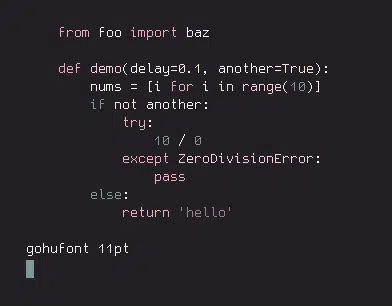 from foo import baz
def demo(delay=0.1, another=True):
    nums = [i for i in range(10)]
    if not another:
        try:
            10 / 0
        except ZeroDivisionError:
            pass
    else:
        return 'hello'
gohufont 11pt